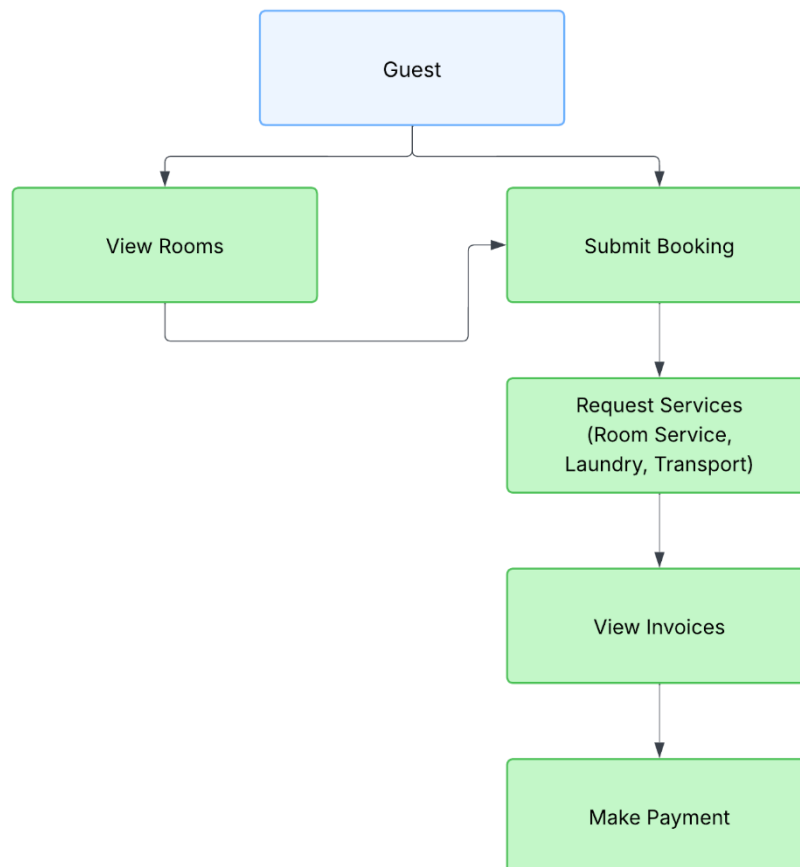 Guest
View Rooms
Submit Booking
Request Services
(Room Service,
Laundry, Transport)
View Invoices
Make Payment